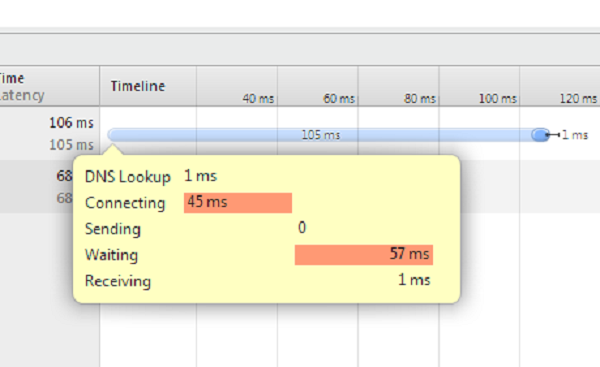 Time
Latency
Timeline
40 ms
60 ms
80 ms
100 ms
120 ms
106 ms
105 ms
105 ms
1 ms
68
68
DNS Lookup 1 ms
Connecting 45 ms
Sending 0
Waiting 57 ms
Receiving 1 ms